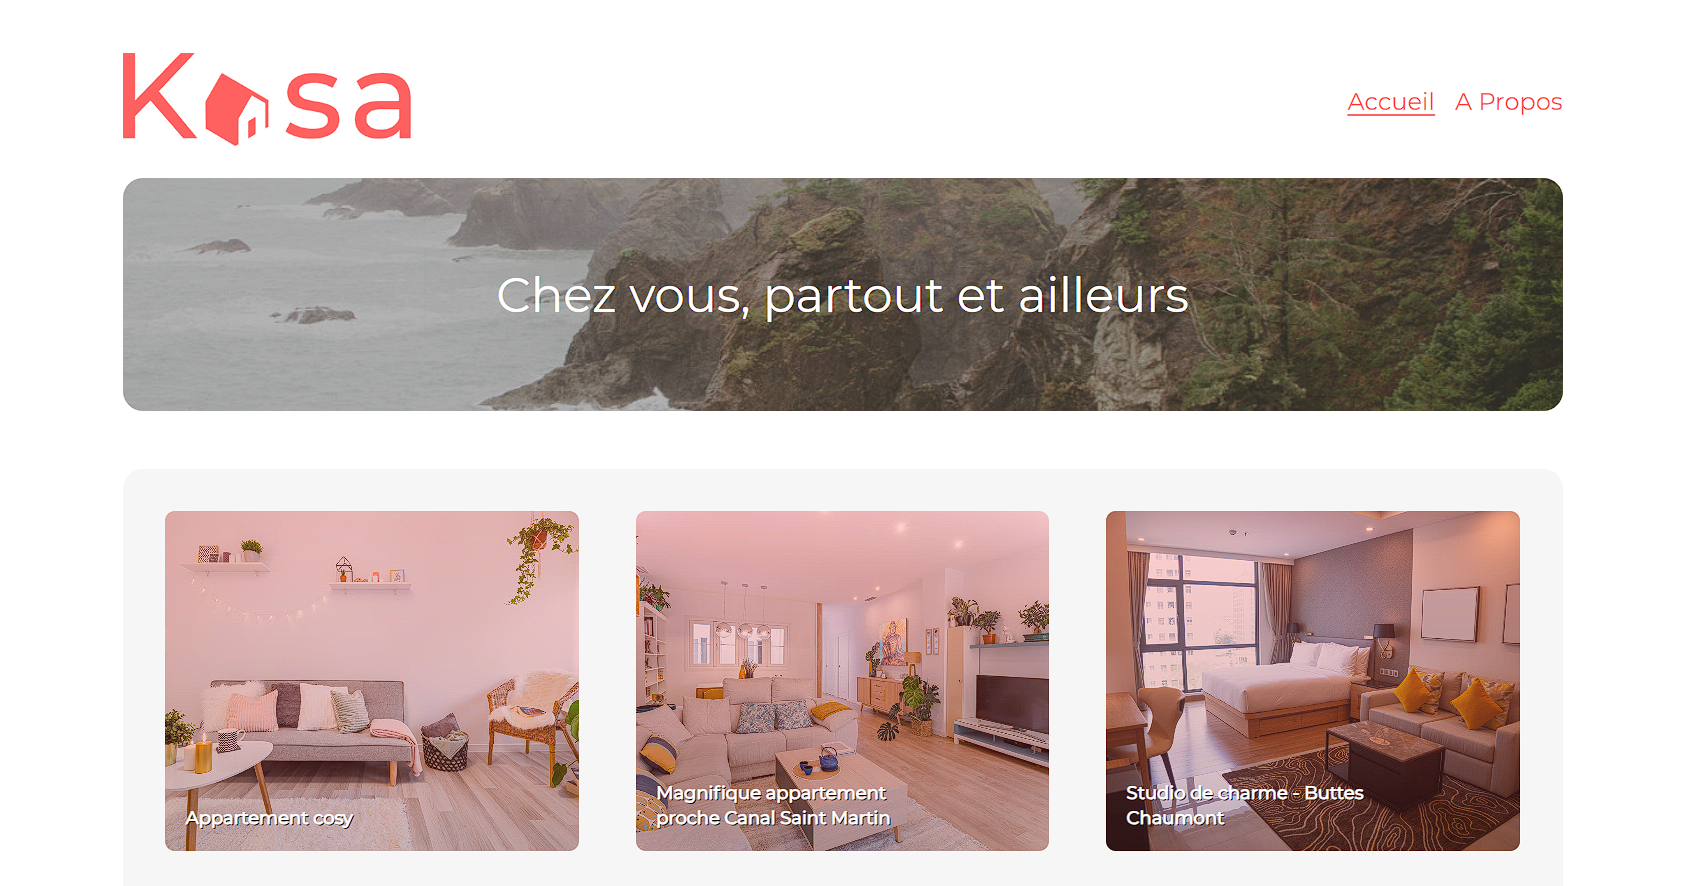 Kasa
Accueil A Propos
Chez vous, partout et ailleurs
Appartement cosy
Magnifique appartement
proche Canal Saint Martin
Studio de charme - Buttes
Chaumont